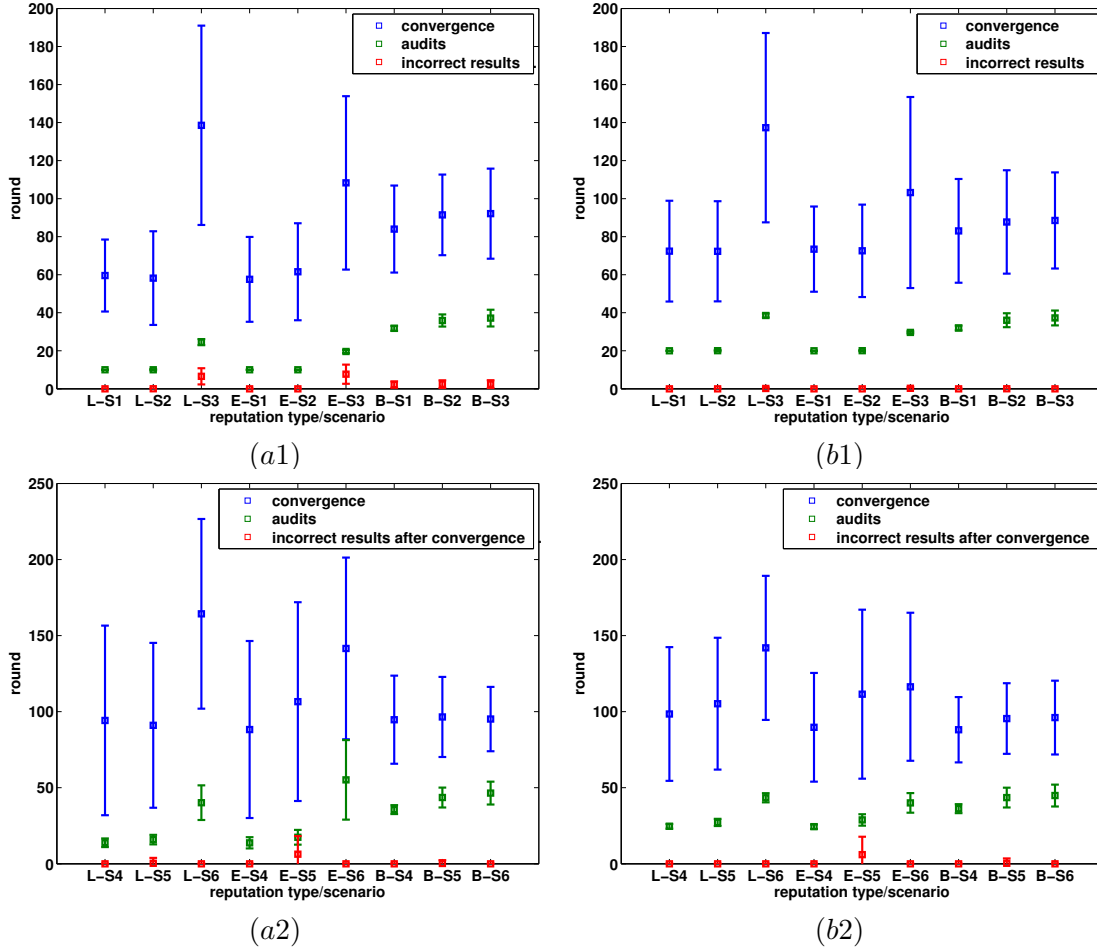 200
180
160
140
120
100
80
60
40
20
0
round
convergence
audits
incorrect results
L−S1 L−S2 L−S3 E−S1 E−S2 E−S3 B−S1 B−S2 B−S3
reputation type/scenario
(a1)
200
180
160
140
120
100
80
60
40
20
0
round
convergence
audits
incorrect results
L−S1 L−S2 L−S3 E−S1 E−S2 E−S3 B−S1 B−S2 B−S3
reputation type/scenario
(b1)
250
200
150
100
50
0
round
convergence
audits
incorrect results after convergence
L−S4 L−S5 L−S6 E−S4 E−S5 E−S6 B−S4 B−S5 B−S6
reputation type/scenario
(a2)
250
200
150
100
50
0
round
convergence
audits
incorrect results after convergence
L−S4 L−S5 L−S6 E−S4 E−S5 E−S6 B−S4 B−S5 B−S6
reputation type/scenario
(b2)